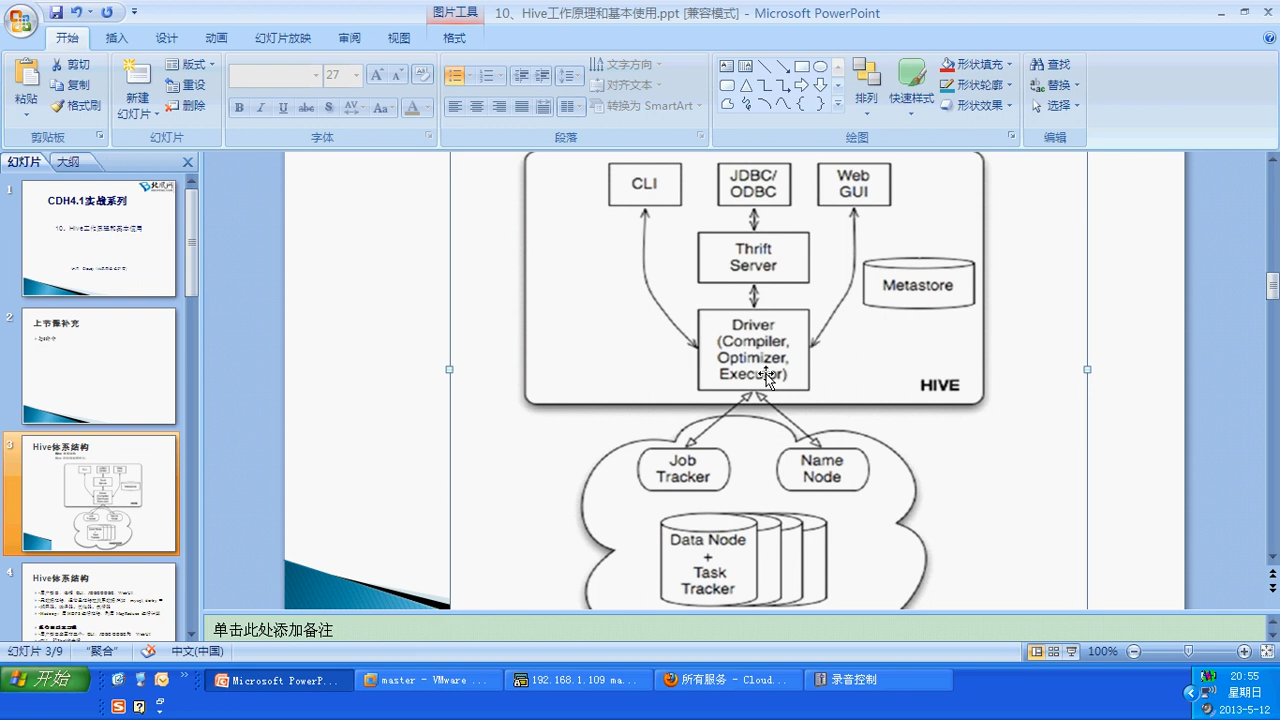 图片工具
10、Hive工作原理和基本使用.ppt [兼容模式] - Microsoft PowerPoint
开始 插入 设计 动画 幻灯片放映 审阅 视图 格式
粘贴
剪切
复制
格式刷
剪贴板
新建
幻灯片
版式
重设
删除
幻灯片
27
字体
文字方向
对齐文本
转换为 SmartArt
段落
排列
快速样式
形状填充
形状轮廓
形状效果
绘图
查找
替换
选择
编辑
幻灯片 大纲
1
CDH4.1实战系列
10、Hive工作原理和基本使用
2
上节课补充
3
Hive体系结构
HIVE
4
Hive体系结构
CLI
JDBC/
ODBC
Web
GUI
Thrift
Server
Metastore
Driver
(Compiler,
Optimizer,
Executor)
HIVE
Job
Tracker
Name
Node
Data Node
+
Task
Tracker
单击此处添加备注
幻灯片 3/9 “聚合” 中文(中国) 100%
开始
Microsoft PowerP...
master - VMware ...
192.168.1.109 ma...
所有服务 - Cloud...
录音控制
20:55
星期日
2013-5-12